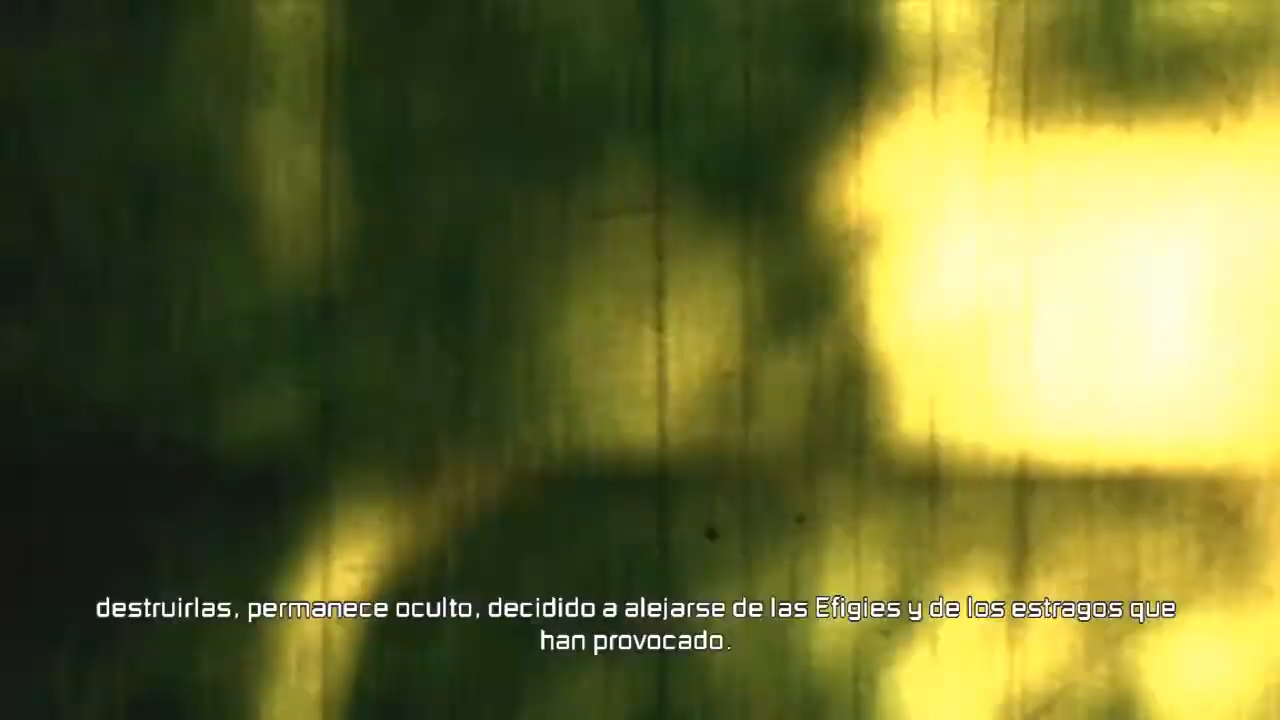 destruirlas, permanece oculto, decidido a alejarse de las Efigies y de los estragos que
han provocado.